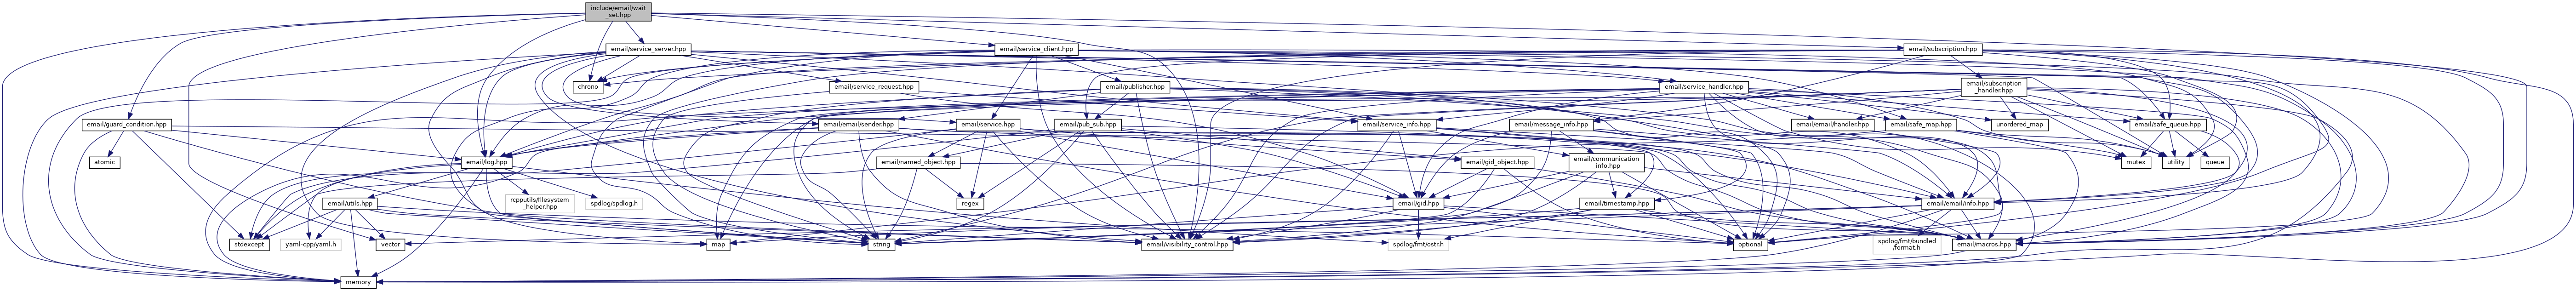 include/email/wait
_set.hpp
email/service_server.hpp
email/service_client.hpp
email/subscription.hpp
chrono
email/service_request.hpp
email/publisher.hpp
email/service_handler.hpp
email/subscription
_handler.hpp
email/guard_condition.hpp
email/email/sender.hpp
email/service.hpp
email/pub_sub.hpp
email/service_info.hpp
email/message_info.hpp
email/email/handler.hpp
email/safe_map.hpp
unordered_map
email/safe_queue.hpp
atomic
email/log.hpp
email/named_object.hpp
email/gid_object.hpp
email/communication
_info.hpp
mutex
utility
queue
rcpputils/filesystem
_helper.hpp
spdlog/spdlog.h
regex
email/utils.hpp
email/gid.hpp
email/timestamp.hpp
email/email/info.hpp
stdexcept
yaml-cpp/yaml.h
vector
map
string
email/visibility_control.hpp
spdlog/fmt/ostr.h
optional
spdlog/fmt/bundled
/format.h
email/macros.hpp
memory